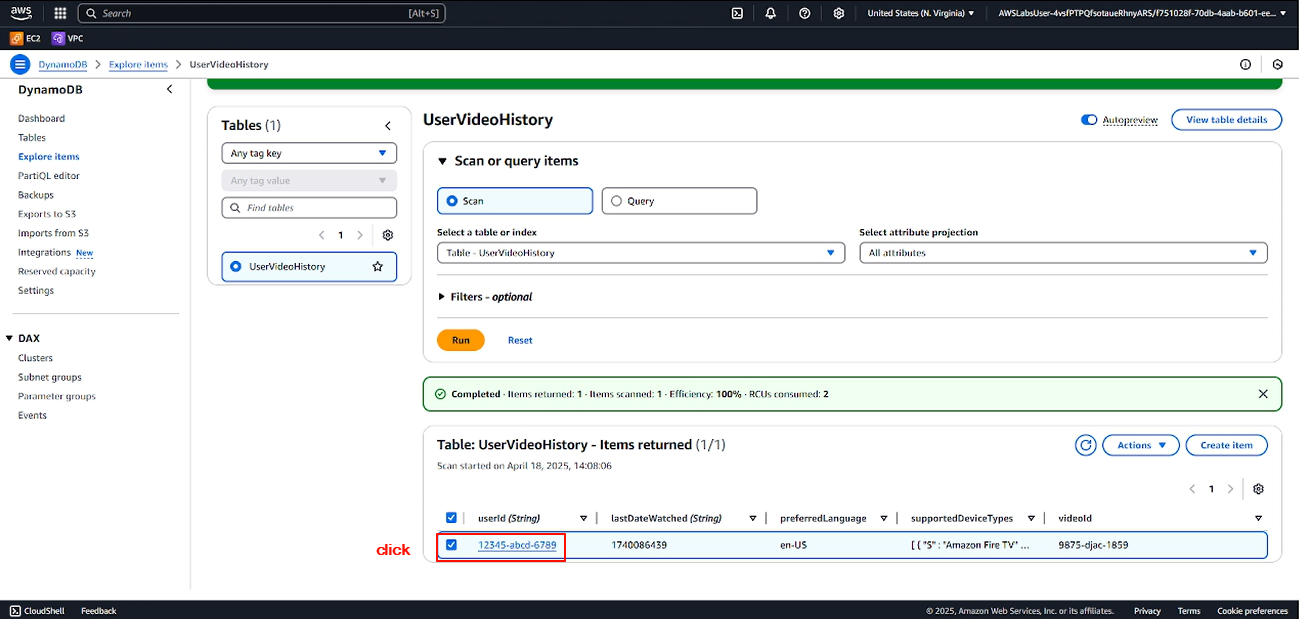 aws
Search [Alt+S]
United States (N. Virginia) ▼
AWSLabsUser-4vsfPTPQfsotaueRhnyARS/f751028f-70db-4aab-b601-ee... ▼
EC2 VPC
DynamoDB > Explore items > UserVideoHistory
DynamoDB
Dashboard
Tables
Explore items
PartiQL editor
Backups
Exports to S3
Imports from S3
Integrations New
Reserved capacity
Settings
DAX
Clusters
Subnet groups
Parameter groups
Events
Tables (1)
Any tag key
Any tag value
Find tables
1
UserVideoHistory
UserVideoHistory
Autopreview
View table details
Scan or query items
Scan
Query
Select a table or index
Table - UserVideoHistory
Select attribute projection
All attributes
Filters - optional
Run Reset
Completed · Items returned: 1 · Items scanned: 1 · Efficiency: 100% · RCUs consumed: 2
Table: UserVideoHistory - Items returned (1/1)
Scan started on April 18, 2025, 14:08:06
Actions
Create item
1
userId (String) lastDateWatched (String) preferredLanguage supportedDeviceTypes videoId
click
12345-abcd-6789 1740086439 en-US [ { "S" : "Amazon Fire TV" ... 9875-djac-1859
CloudShell Feedback
© 2025, Amazon Web Services, Inc. or its affiliates. Privacy Terms Cookie preferences